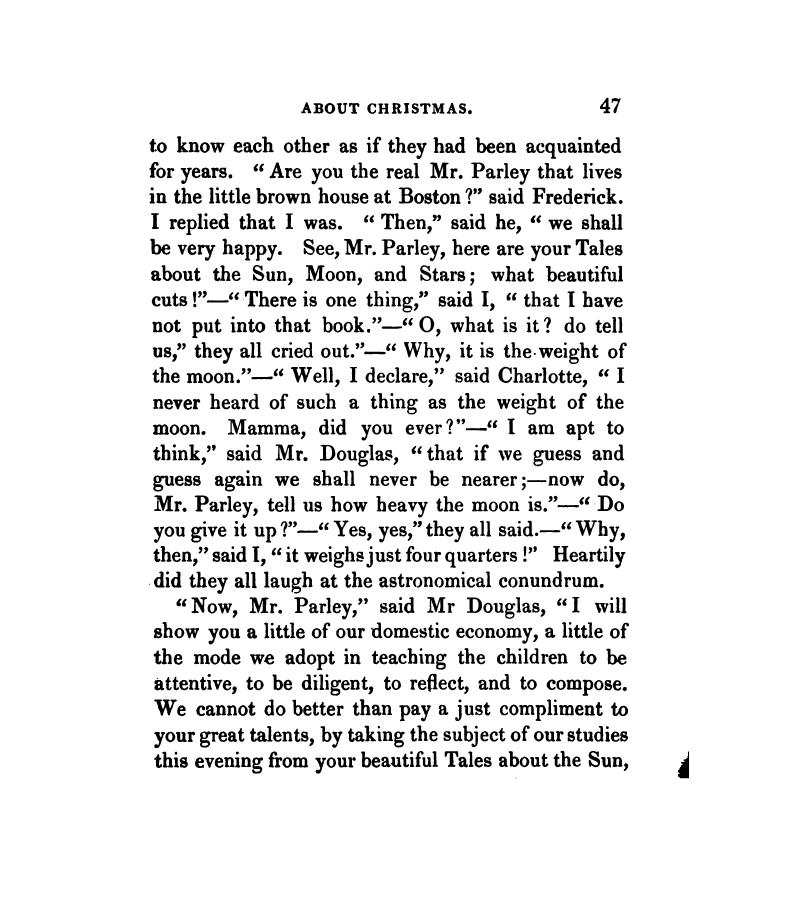 ABOUT CHRISTMAS. 47
to know each other as if they had been acquainted
for years. “ Are you the real Mr. Parley that lives
in the little brown house at Boston ?” said Frederick.
I replied that I was. “ Then,” said he, “ we shall
be very happy. See, Mr. Parley, here are your Tales
about the Sun, Moon, and Stars ; what beautiful
cuts !”—“ There is one thing,” said I, “ that I have
not put into that book.”—“ O, what is it ? do tell
us,” they all cried out.”—“ Why, it is the weight of
the moon.”—“ Well, I declare,” said Charlotte, “ I
never heard of such a thing as the weight of the
moon. Mamma, did you ever ?”—“ I am apt to
think,” said Mr. Douglas, “ that if we guess and
guess again we shall never be nearer ;—now do,
Mr. Parley, tell us how heavy the moon is.”—“ Do
you give it up ?”—“ Yes, yes,” they all said.—“ Why,
then,” said I, “ it weighs just four quarters !” Heartily
did they all laugh at the astronomical conundrum.
“ Now, Mr. Parley,” said Mr Douglas, “ I will
show you a little of our domestic economy, a little of
the mode we adopt in teaching the children to be
attentive, to be diligent, to reflect, and to compose.
We cannot do better than pay a just compliment to
your great talents, by taking the subject of our studies
this evening from your beautiful Tales about the Sun,